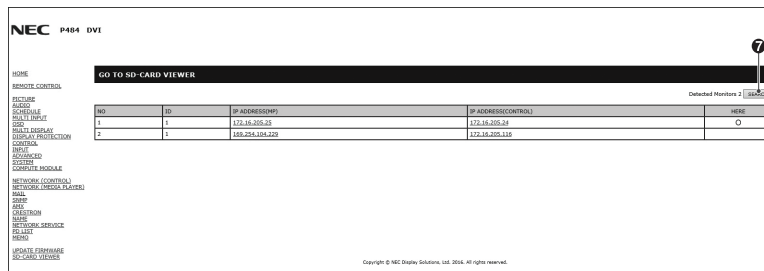 NEC P484 DVI
7
HOME
REMOTE CONTROL
PICTURE
AUDIO
SCHEDULE
MULTI INPUT
OSD
MULTI DISPLAY
DISPLAY PROTECTION
CONTROL
INPUT
ADVANCED
SYSTEM
COMPUTE MODULE
NETWORK (CONTROL)
NETWORK (MEDIA PLAYER)
MAIL
SNMP
AMX
CRESTRON
NAME
NETWORK SERVICE
PD LIST
MEMO
UPDATE FIRMWARE
SD-CARD VIEWER
GO TO SD-CARD VIEWER
Detected Monitors 2 SEARC
NO ID IP ADDRESS(MP) IP ADDRESS(CONTROL) HERE
1 1 172.16.205.25 172.16.205.24 O
2 1 169.254.104.229 172.16.205.116
Copyright © NEC Display Solutions, Ltd. 2016. All rights reserved.